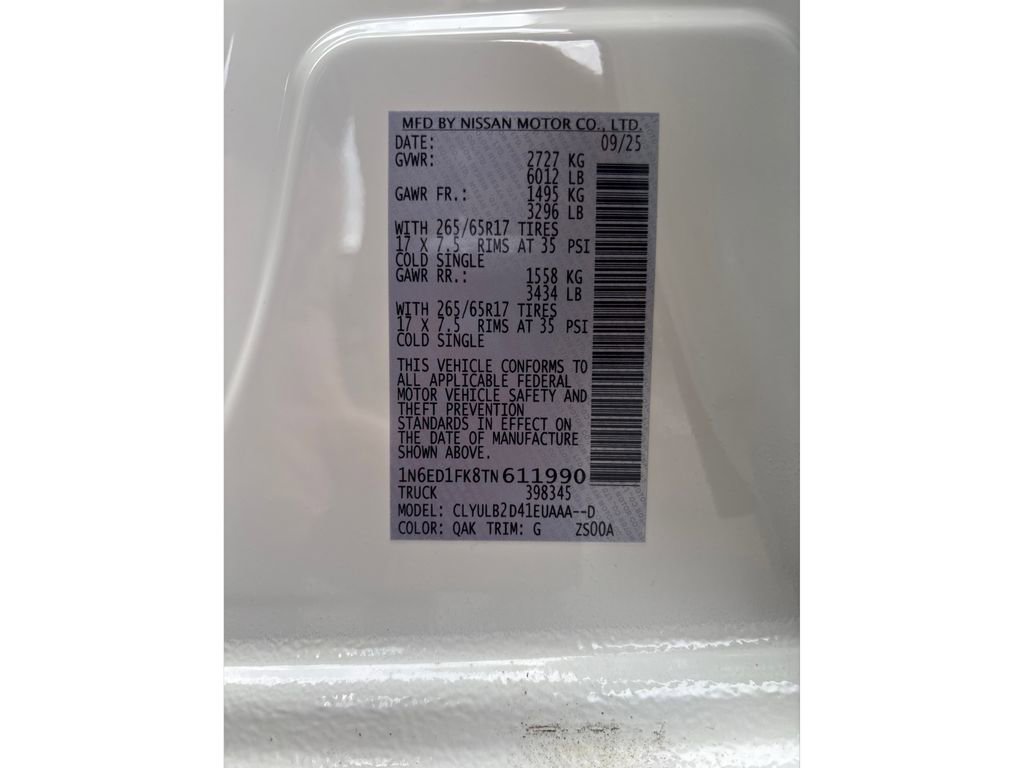 MFD BY NISSAN MOTOR CO., LTD.
DATE: 09/25
GVWR: 2727 KG
6012 LB
GAWR FR.: 1495 KG
3296 LB
WITH 265/65R17 TIRES
17 X 7.5 RIMS AT 35 PSI
COLD SINGLE
GAWR RR.: 1558 KG
3434 LB
WITH 265/65R17 TIRES
17 X 7.5 RIMS AT 35 PSI
COLD SINGLE
THIS VEHICLE CONFORMS TO
ALL APPLICABLE FEDERAL
MOTOR VEHICLE SAFETY AND
THEFT PREVENTION
STANDARDS IN EFFECT ON
THE DATE OF MANUFACTURE
SHOWN ABOVE.
1N6ED1FK8TN611990
TRUCK 398345
MODEL: CLYULB2D41EUAAA--D
COLOR: QAK TRIM: G ZS00A